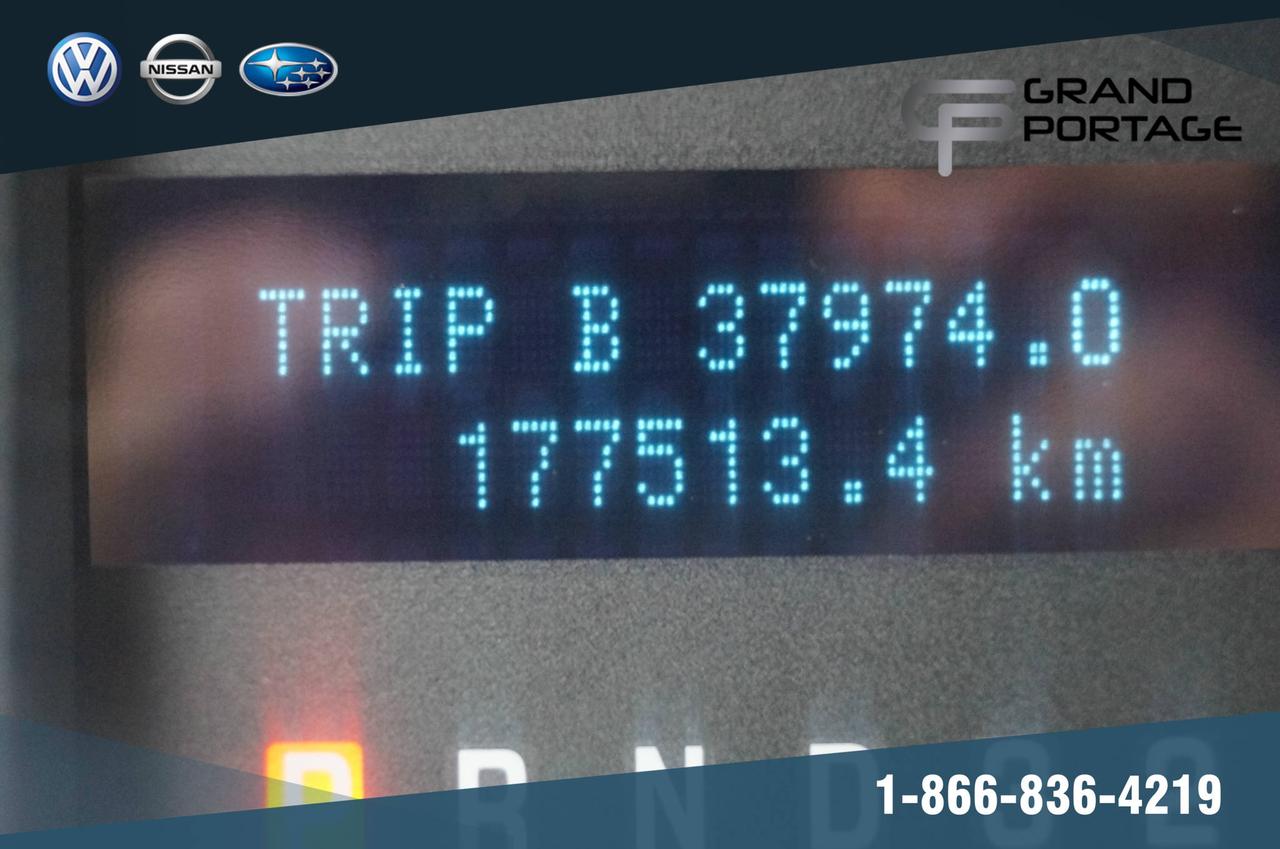 NISSAN
GRAND
PORTAGE
TRIP B 37974.0
177513.4 km
P R N D
1-866-836-4219